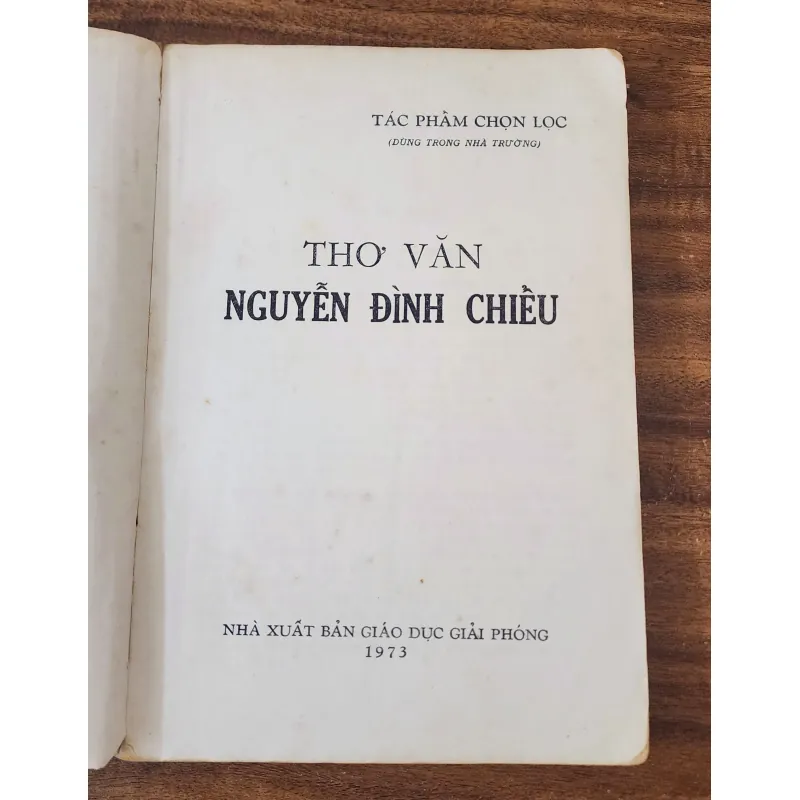 TÁC PHẨM CHỌN LỌC
(DÙNG TRONG NHÀ TRƯỜNG)
THƠ VĂN
NGUYỄN ĐÌNH CHIỂU
NHÀ XUẤT BẢN GIÁO DỤC GIẢI PHÓNG
1973